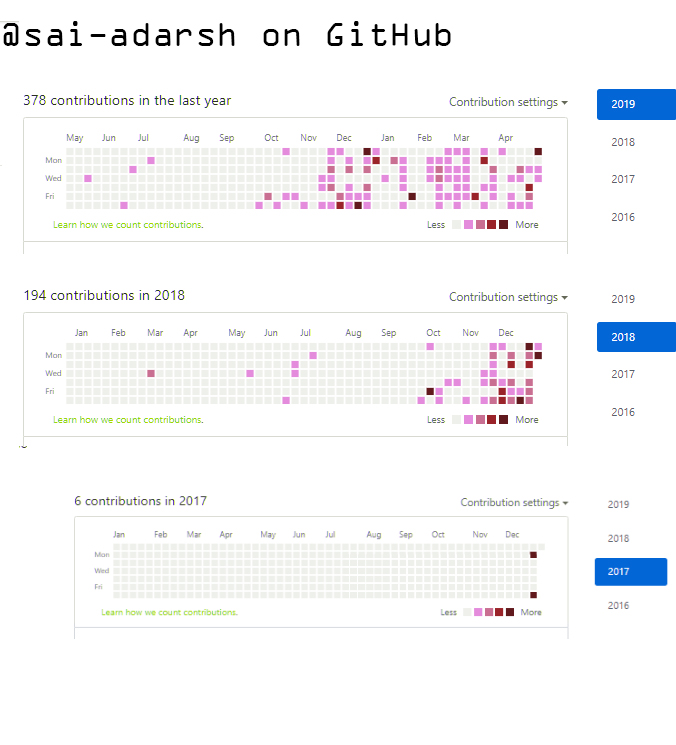 @sai-adarsh on GitHub
378 contributions in the last year
Contribution settings
2019
2018
2017
2016
May Jun Jul Aug Sep Oct Nov Dec Jan Feb Mar Apr
Mon
Wed
Fri
Learn how we count contributions.
Less More
194 contributions in 2018
Contribution settings
2019
2018
2017
2016
Jan Feb Mar Apr May Jun Jul Aug Sep Oct Nov Dec
Mon
Wed
Fri
Learn how we count contributions.
Less More
6 contributions in 2017
Contribution settings
2019
2018
2017
2016
Jan Feb Mar Apr May Jun Jul Aug Sep Oct Nov Dec
Mon
Wed
Fri
Learn how we count contributions.
Less More